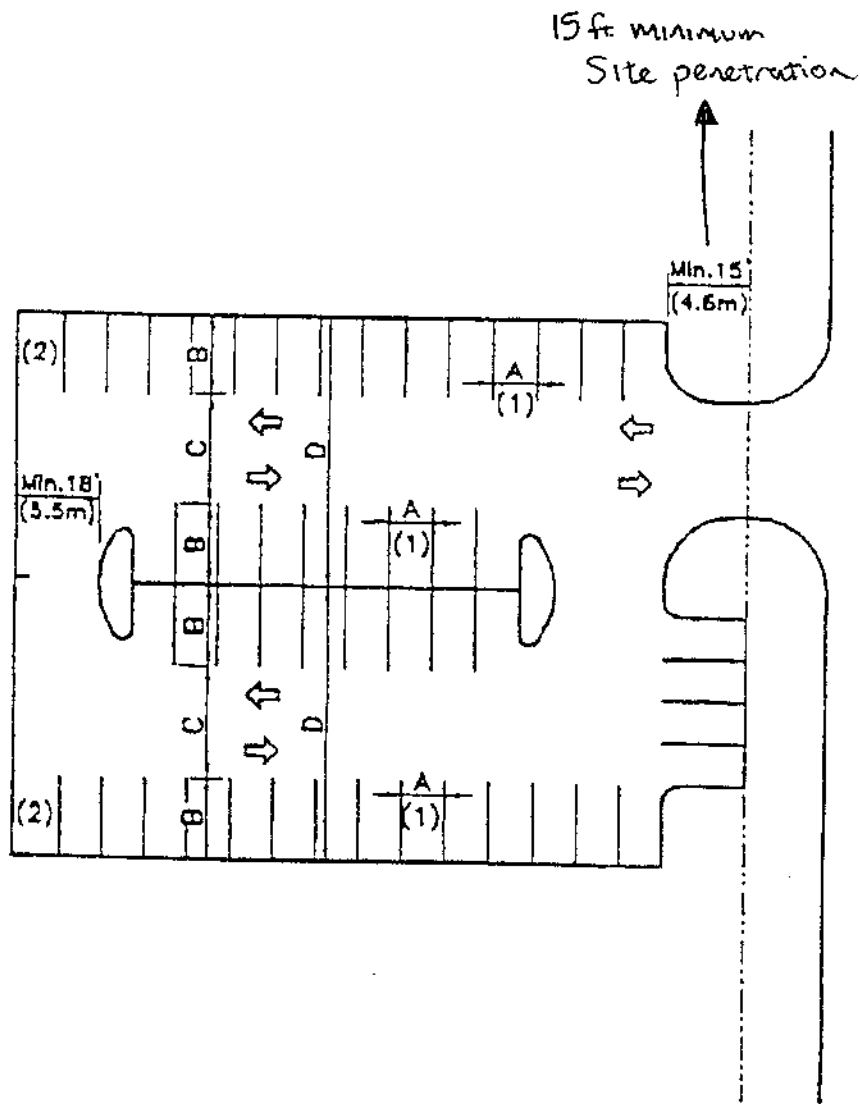 15 ft minimum
Site penetration
Min. 15'
(4.6m)
(2)
B
A
(1)
C
D
Min. 18'
(5.5m)
A
(1)
B
B
C
D
A
(1)
(2)
B